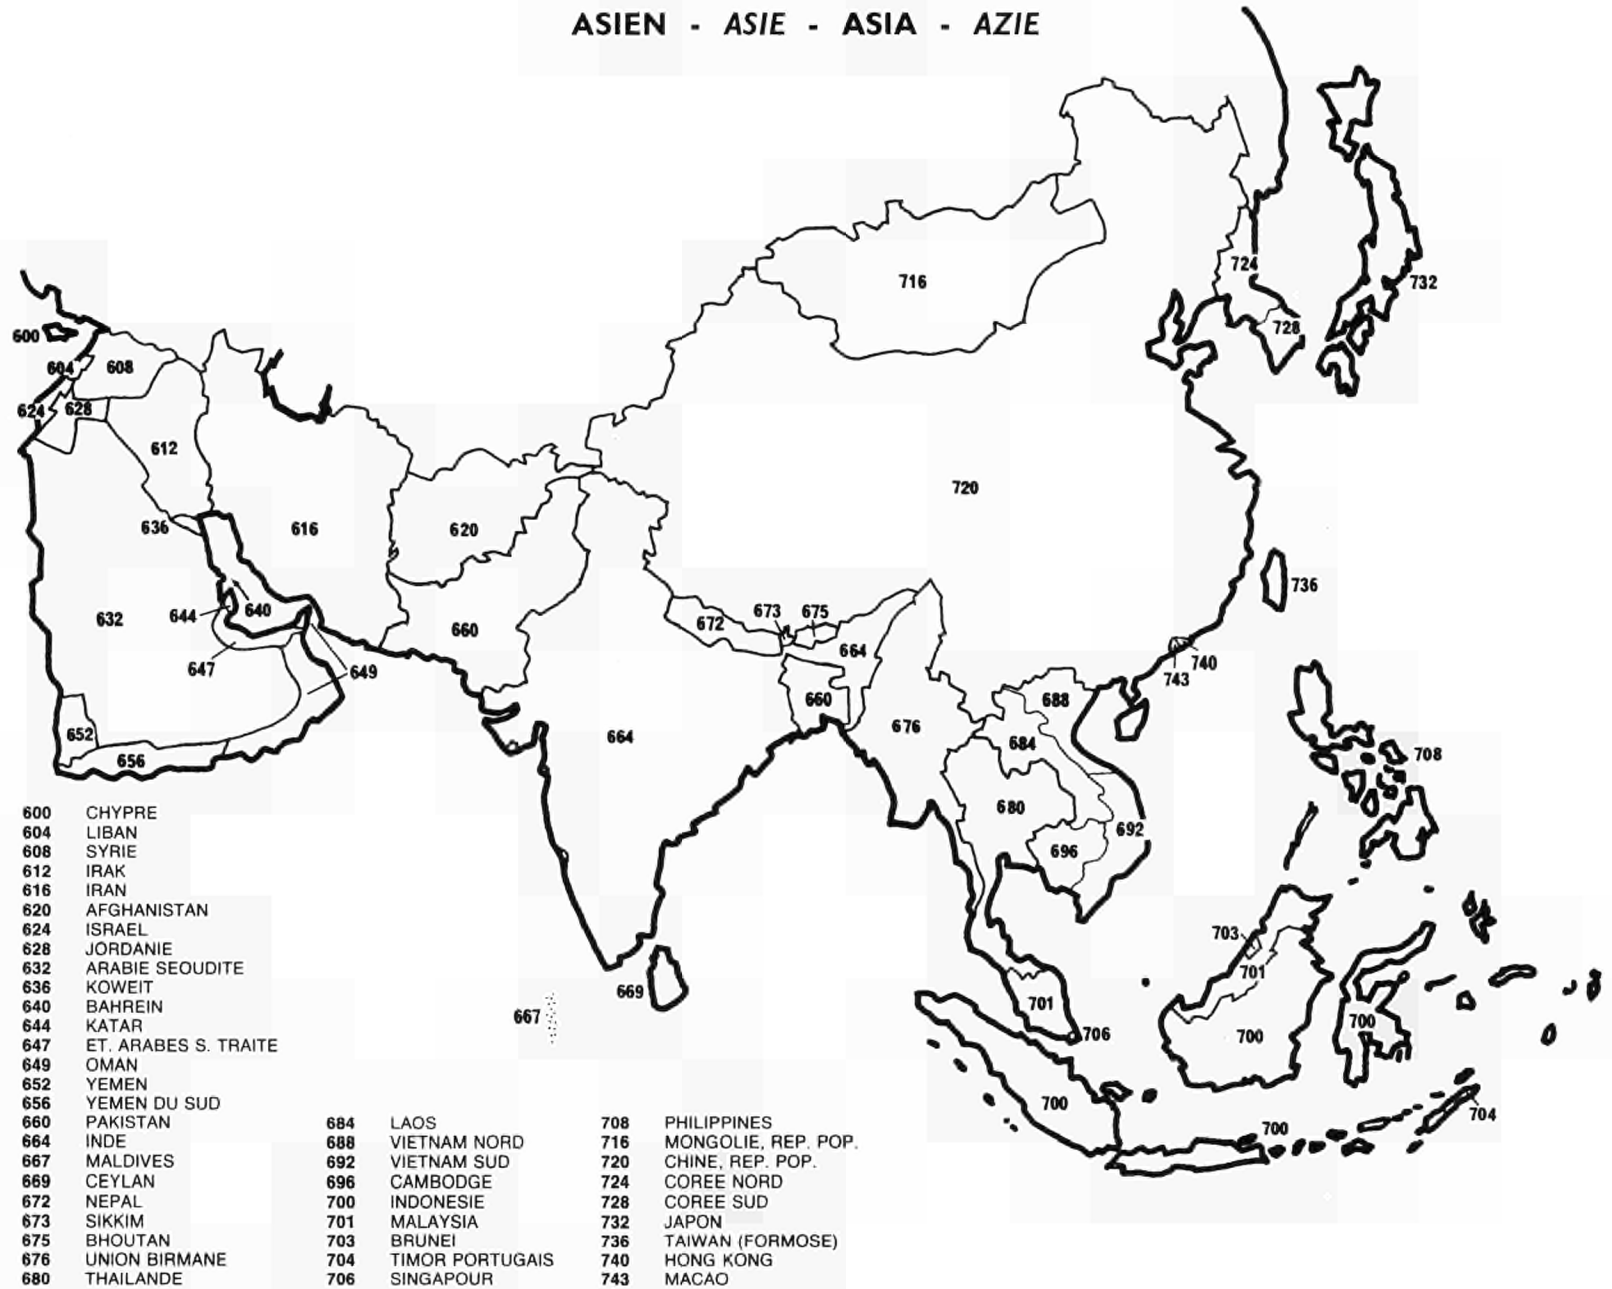 ASIEN - ASIE - ASIA - AZIE
716
724
732
728
600
604
608
624
628
612
720
636
616
620
736
644
640
632
673
675
672
660
664
740
647
649
743
688
660
652
676
664
684
708
656
680
692
696
703
701
669
701
667
706
700
700
700
704
700
600 CHYPRE
604 LIBAN
608 SYRIE
612 IRAK
616 IRAN
620 AFGHANISTAN
624 ISRAEL
628 JORDANIE
632 ARABIE SEOUDITE
636 KOWEIT
640 BAHREIN
644 KATAR
647 ET. ARABES S. TRAITE
649 OMAN
652 YEMEN
656 YEMEN DU SUD
660 PAKISTAN
664 INDE
667 MALDIVES
669 CEYLAN
672 NEPAL
673 SIKKIM
675 BHOUTAN
676 UNION BIRMANE
680 THAILANDE
684 LAOS
688 VIETNAM NORD
692 VIETNAM SUD
696 CAMBODGE
700 INDONESIE
701 MALAYSIA
703 BRUNEI
704 TIMOR PORTUGAIS
706 SINGAPOUR
708 PHILIPPINES
716 MONGOLIE, REP. POP.
720 CHINE, REP. POP.
724 COREE NORD
728 COREE SUD
732 JAPON
736 TAIWAN (FORMOSE)
740 HONG KONG
743 MACAO